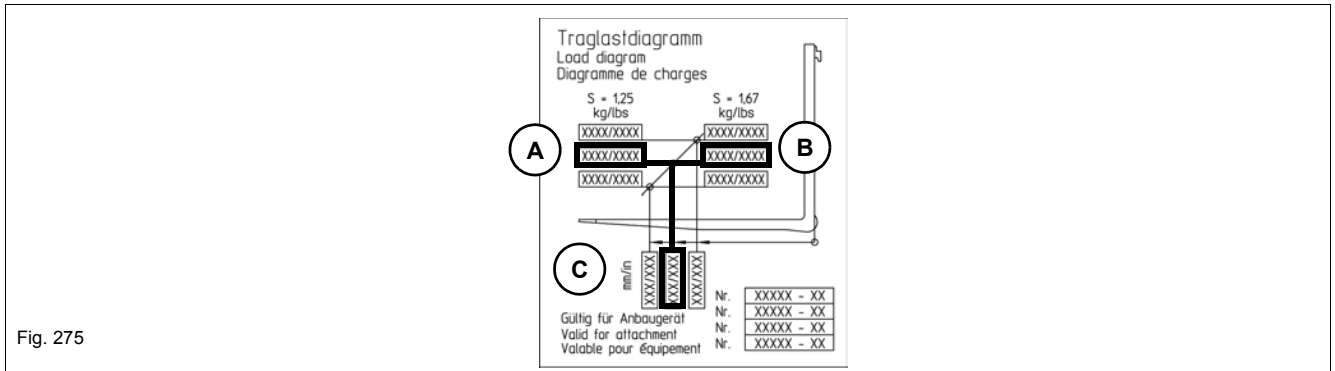 Traglastdiagramm
Load diagram
Diagramme de charges
S = 1,25 S = 1,67
kg/lbs kg/lbs
XXXX/XXXX XXXX/XXXX
A XXXX/XXXX XXXX/XXXX B
XXXX/XXXX XXXX/XXXX
C mm/in XXX/XXX XXX/XXX XXX/XXX
Nr. XXXXX - XX
Nr. XXXXX - XX
Nr. XXXXX - XX
Nr. XXXXX - XX
Gültig für Anbaugerät
Valid for attachment
Valable pour équipement
Fig. 275